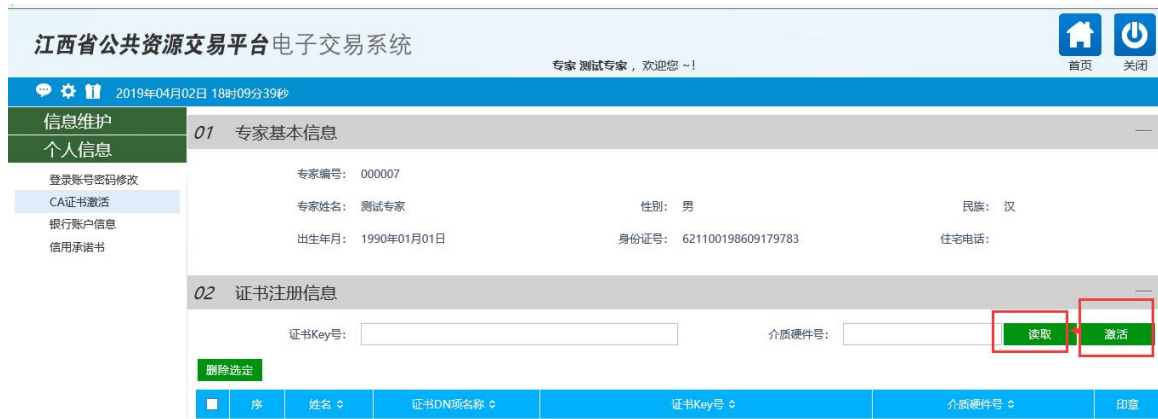 江西省公共资源交易平台电子交易系统
专家 测试专家，欢迎您 ~!
首页 关闭
2019年04月02日 18时09分39秒
信息维护
个人信息
登录账号密码修改
CA证书激活
银行账户信息
信用承诺书
01 专家基本信息
专家编号： 000007
专家姓名： 测试专家 性别： 男 民族： 汉
出生年月： 1990年01月01日 身份证号： 621100198609179783 住宅电话：
02 证书注册信息
证书Key号： 介质硬件号： 读取 激活
删除选定
序 姓名 证书DN项名称 证书Key号 介质硬件号 印章